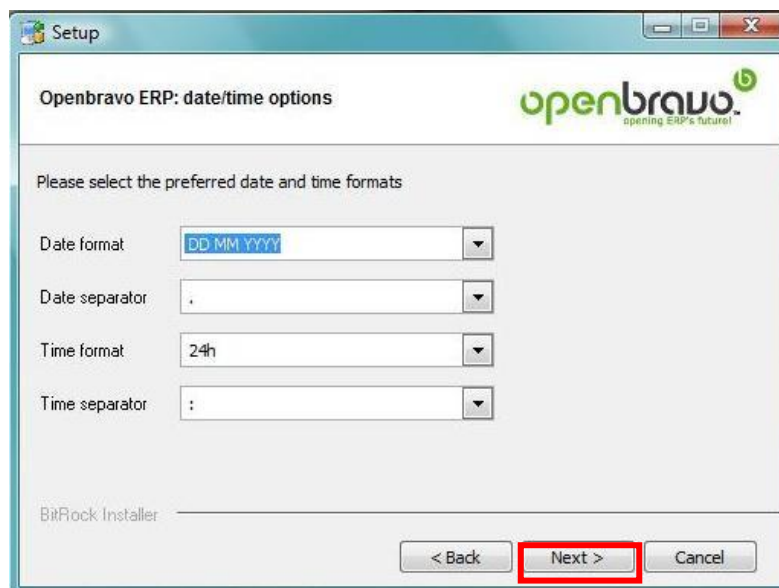 Setup
Openbravo ERP: date/time options
openbravo.™
opening ERP's future!
Please select the preferred date and time formats
Date format DD MM YYYY
Date separator .
Time format 24h
Time separator :
BitRock Installer
< Back Next > Cancel